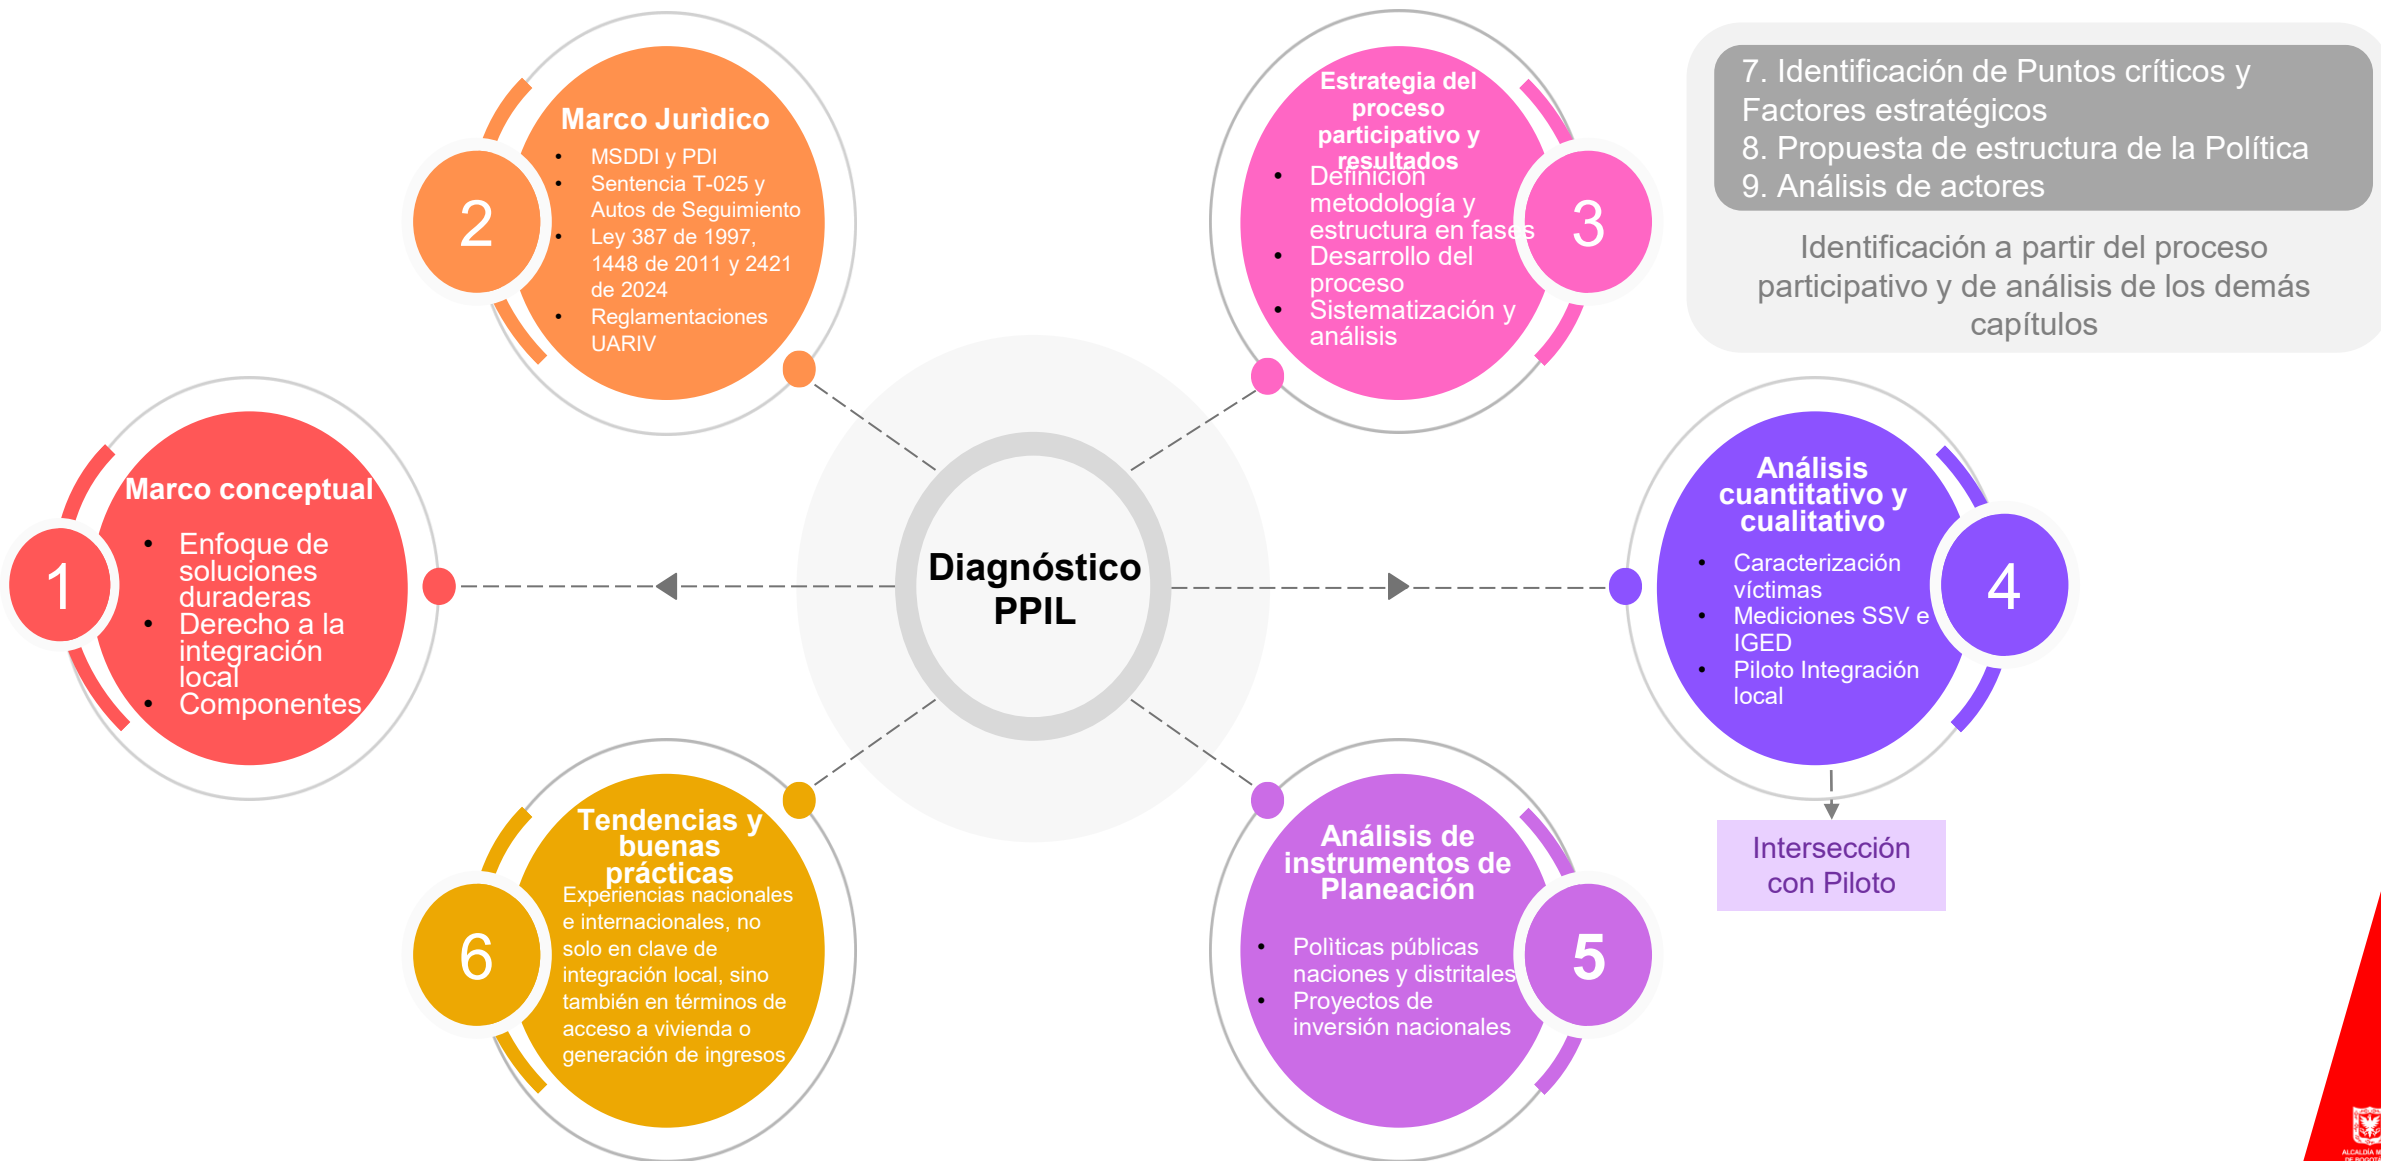 Marco Jurìdico
• MSDDI y PDI
• Sentencia T-025 y
Autos de Seguimiento
• Ley 387 de 1997,
1448 de 2011 y 2421
de 2024
• Reglamentaciones
UARIV
2
Estrategia del
proceso
participativo y
resultados
• Definición
metodología y
estructura en fases
• Desarrollo del
proceso
• Sistematización y
análisis
3
7. Identificación de Puntos críticos y
Factores estratégicos
8. Propuesta de estructura de la Política
9. Análisis de actores
Identificación a partir del proceso
participativo y de análisis de los demás
capítulos
Marco conceptual
• Enfoque de
soluciones
duraderas
• Derecho a la
integración
local
• Componentes
1
Diagnóstico
PPIL
Análisis
cuantitativo y
cualitativo
• Caracterización
víctimas
• Mediciones SSV e
IGED
• Piloto Integración
local
4
Intersección
con Piloto
Tendencias y
buenas
prácticas
Experiencias nacionales
e internacionales, no
solo en clave de
integración local, sino
también en términos de
acceso a vivienda o
generación de ingresos
6
Análisis de
instrumentos de
Planeación
• Polìticas públicas
naciones y distritales
• Proyectos de
inversión nacionales
5
ALCALDÍA M